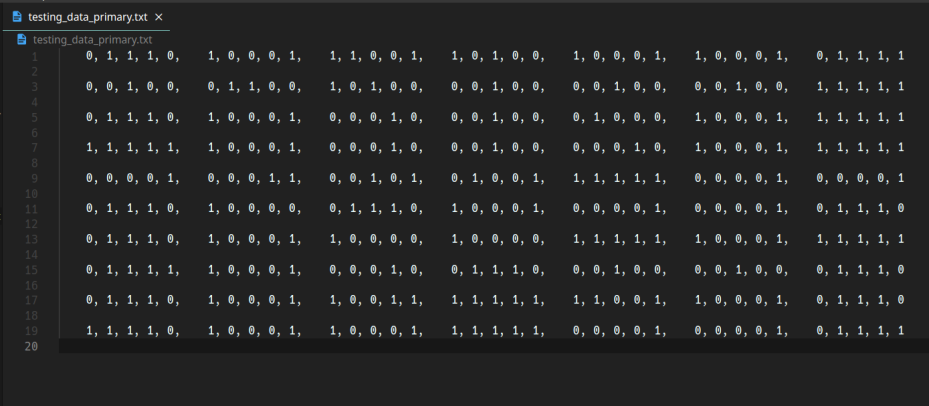 testing_data_primary.txt ×
testing_data_primary.txt
1 0, 1, 1, 1, 0, 1, 0, 0, 0, 1, 1, 1, 0, 0, 1, 1, 0, 1, 0, 0, 1, 0, 0, 0, 1, 1, 0, 0, 0, 1, 0, 1, 1, 1, 1
2
3 0, 0, 1, 0, 0, 0, 1, 1, 0, 0, 1, 0, 1, 0, 0, 0, 0, 1, 0, 0, 0, 0, 1, 0, 0, 0, 0, 1, 0, 0, 1, 1, 1, 1, 1
4
5 0, 1, 1, 1, 0, 1, 0, 0, 0, 1, 0, 0, 0, 1, 0, 0, 0, 1, 0, 0, 0, 1, 0, 0, 0, 1, 0, 0, 0, 1, 1, 1, 1, 1, 1
6
7 1, 1, 1, 1, 1, 1, 0, 0, 0, 1, 0, 0, 0, 1, 0, 0, 0, 1, 0, 0, 0, 0, 0, 1, 0, 1, 0, 0, 0, 1, 1, 1, 1, 1, 1
8
9 0, 0, 0, 0, 1, 0, 0, 0, 1, 1, 0, 0, 1, 0, 1, 0, 1, 0, 0, 1, 1, 1, 1, 1, 1, 0, 0, 0, 0, 1, 0, 0, 0, 0, 1
10
11 0, 1, 1, 1, 0, 1, 0, 0, 0, 0, 0, 1, 1, 1, 0, 1, 0, 0, 0, 1, 0, 0, 0, 0, 1, 0, 0, 0, 0, 1, 0, 1, 1, 1, 0
12
13 0, 1, 1, 1, 0, 1, 0, 0, 0, 1, 1, 0, 0, 0, 0, 1, 0, 0, 0, 0, 1, 1, 1, 1, 1, 1, 0, 0, 0, 1, 1, 1, 1, 1, 1
14
15 0, 1, 1, 1, 1, 1, 0, 0, 0, 1, 0, 0, 0, 1, 0, 0, 1, 1, 1, 0, 0, 0, 1, 0, 0, 0, 0, 1, 0, 0, 0, 1, 1, 1, 0
16
17 0, 1, 1, 1, 0, 1, 0, 0, 0, 1, 1, 0, 0, 1, 1, 1, 1, 1, 1, 1, 1, 1, 0, 0, 1, 1, 0, 0, 0, 1, 0, 1, 1, 1, 0
18
19 1, 1, 1, 1, 0, 1, 0, 0, 0, 1, 1, 0, 0, 0, 1, 1, 1, 1, 1, 1, 0, 0, 0, 0, 1, 0, 0, 0, 0, 1, 0, 1, 1, 1, 1
20